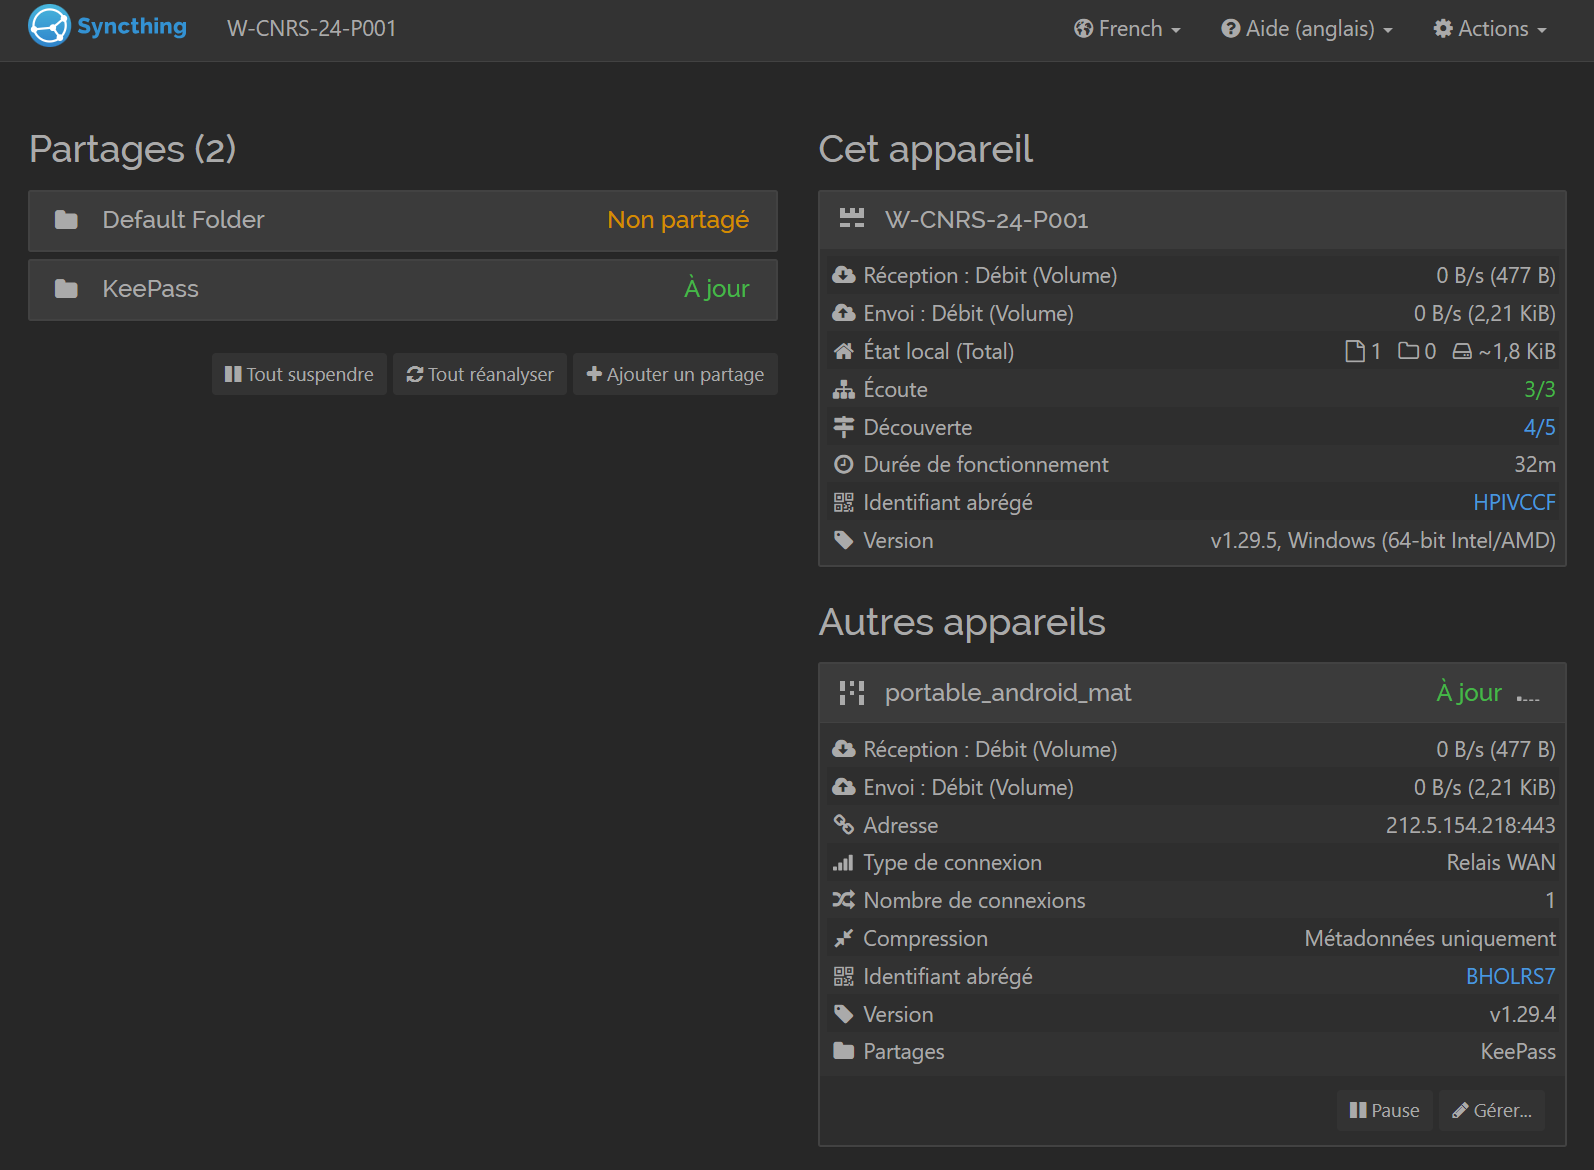 Syncthing W-CNRS-24-P001 French Aide (anglais) Actions
Partages (2)
Default Folder Non partagé
KeePass À jour
Tout suspendre Tout réanalyser Ajouter un partage
Cet appareil
W-CNRS-24-P001
Réception : Débit (Volume) 0 B/s (477 B)
Envoi : Débit (Volume) 0 B/s (2,21 KiB)
État local (Total) 1 0 ~1,8 KiB
Écoute 3/3
Découverte 4/5
Durée de fonctionnement 32m
Identifiant abrégé HPIVCCF
Version v1.29.5, Windows (64-bit Intel/AMD)
Autres appareils
portable_android_mat À jour
Réception : Débit (Volume) 0 B/s (477 B)
Envoi : Débit (Volume) 0 B/s (2,21 KiB)
Adresse 212.5.154.218:443
Type de connexion Relais WAN
Nombre de connexions 1
Compression Métadonnées uniquement
Identifiant abrégé BHOLRS7
Version v1.29.4
Partages KeePass
Pause Gérer...